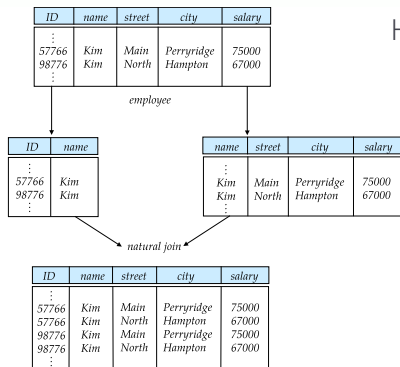 H
ID name street city salary
⋮
57766 Kim Main Perryridge 75000
98776 Kim North Hampton 67000
⋮
employee
ID name
⋮
57766 Kim
98776 Kim
⋮
name street city salary
⋮
Kim Main Perryridge 75000
Kim North Hampton 67000
⋮
natural join
ID name street city salary
⋮
57766 Kim Main Perryridge 75000
57766 Kim North Hampton 67000
98776 Kim Main Perryridge 75000
98776 Kim North Hampton 67000
⋮